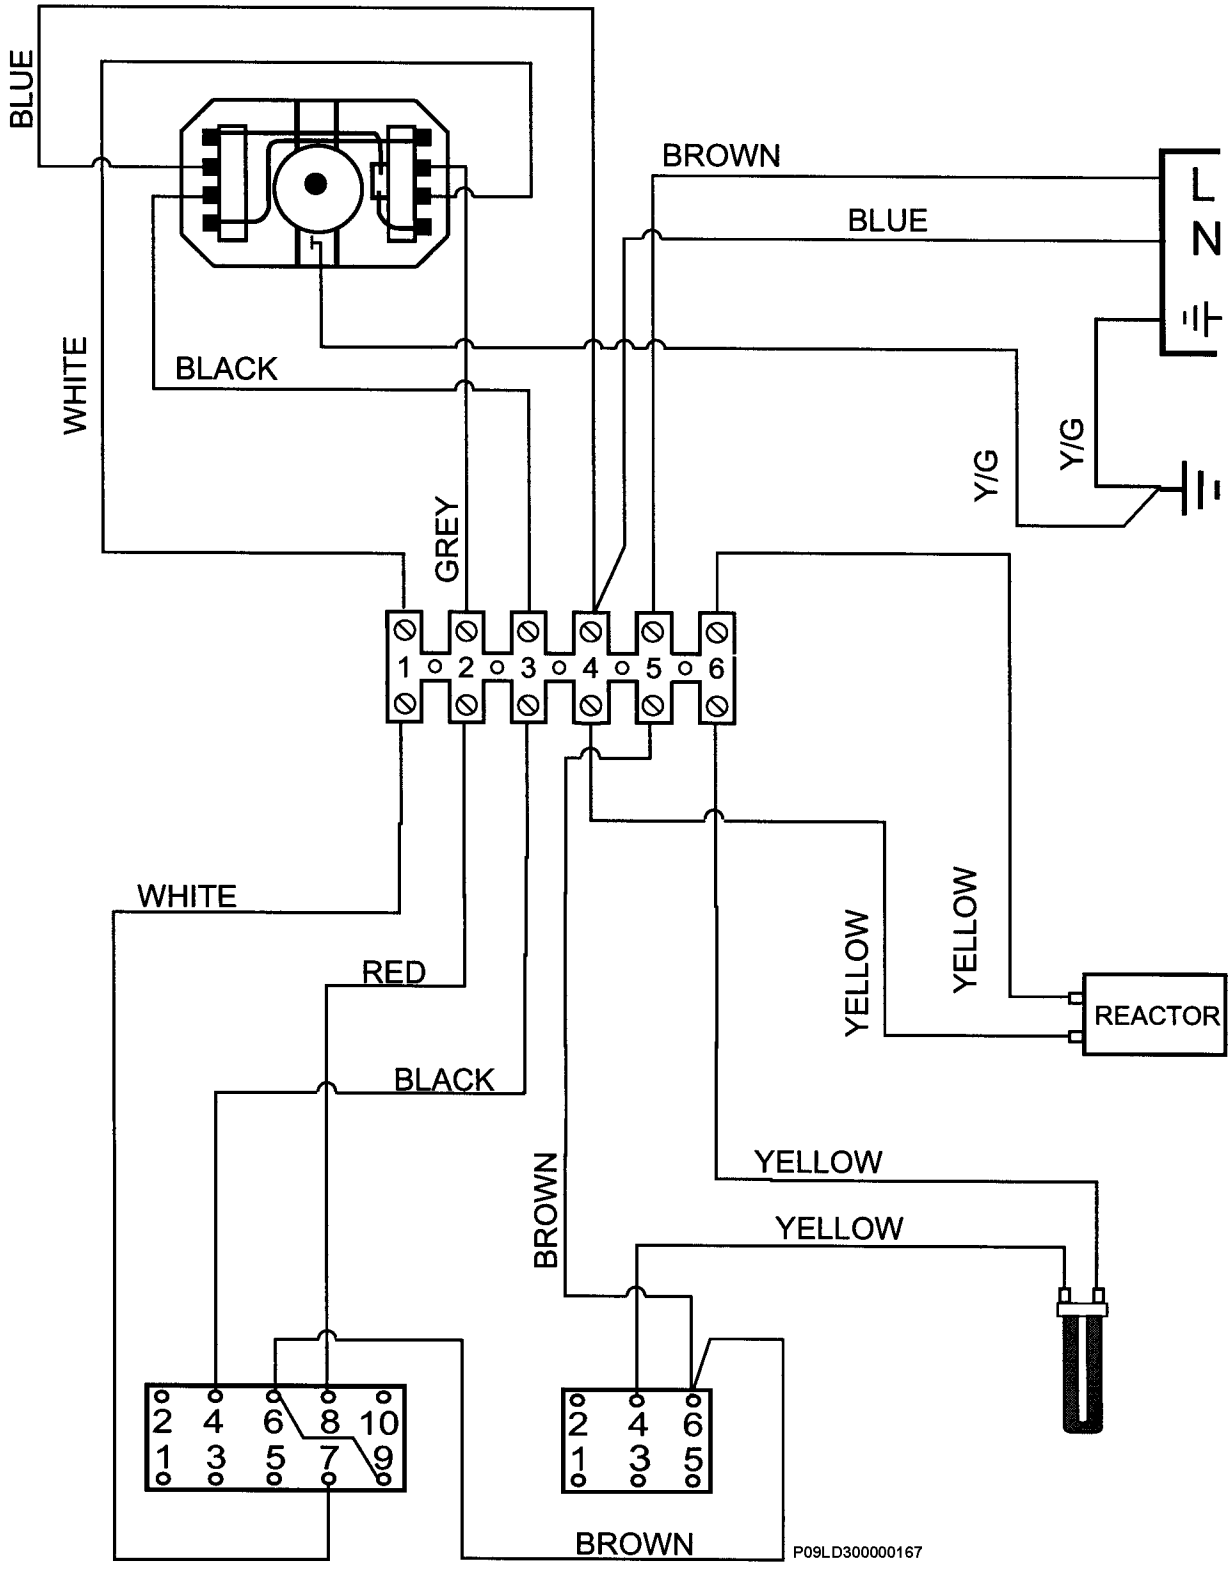 BLUE
BROWN
L
BLUE
N
WHITE
BLACK
Y/G
Y/G
GREY
1 2 3 4 5 6
WHITE
RED
YELLOW
YELLOW
REACTOR
BLACK
BROWN
YELLOW
YELLOW
2 4 6 8 10
1 3 5 7 9
2 4 6
1 3 5
BROWN
P09LD300000167